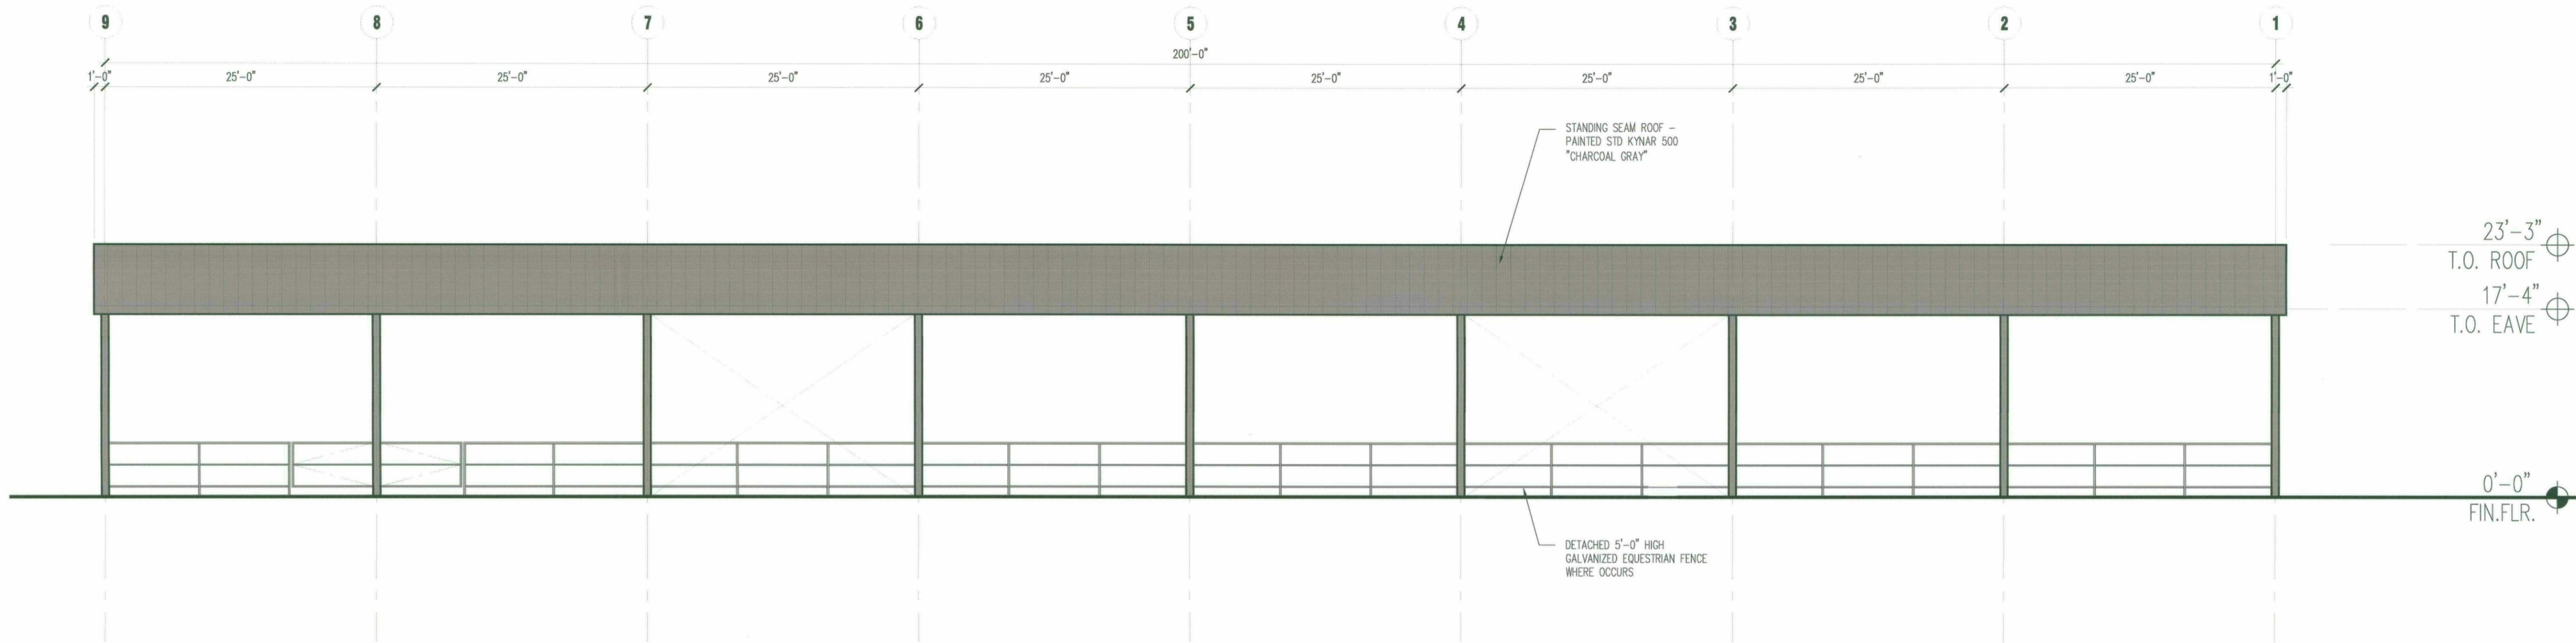 9 8 7 6 5 4 3 2 1
200'-0"
1'-0" 25'-0" 25'-0" 25'-0" 25'-0" 25'-0" 25'-0" 25'-0" 25'-0" 1'-0"
STANDING SEAM ROOF -
PAINTED STD KYNAR 500
"CHARCOAL GRAY"
23'-3"
T.O. ROOF
17'-4"
T.O. EAVE
0'-0"
FIN.FLR.
DETACHED 5'-0" HIGH
GALVANIZED EQUESTRIAN FENCE
WHERE OCCURS